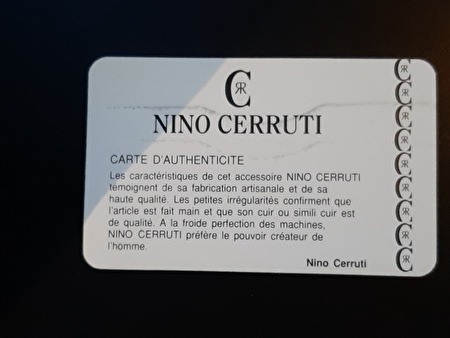 CRR
NINO CERRUTI
CARTE D'AUTHENTICITE
Les caractéristiques de cet accessoire NINO CERRUTI
témoignent de sa fabrication artisanale et de sa
haute qualité. Les petites irrégularités confirment que
l'article est fait main et que son cuir ou simili cuir est
de qualité. A la froide perfection des machines,
NINO CERRUTI préfère le pouvoir créateur de
l'homme.
Nino Cerruti